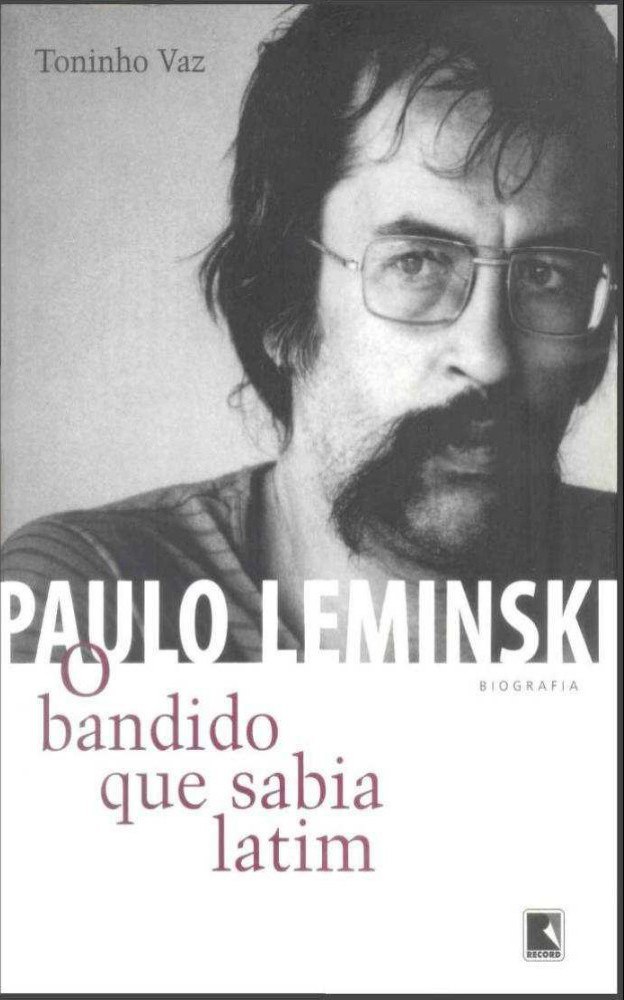 Toninho Vaz
PAULO LEMINSKI
BIOGRAFIA
O
bandido
que sabia
latim
R
RECORD